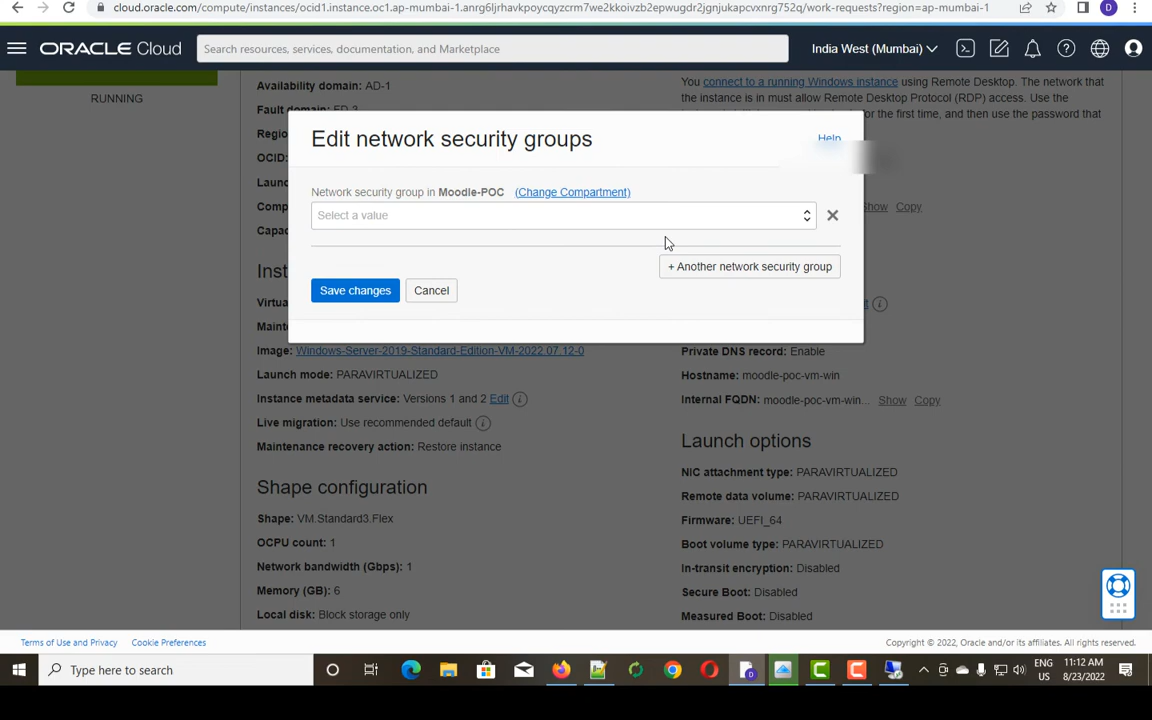 cloud.oracle.com/compute/instances/ocid1.instance.oc1.ap-mumbai-1.anrg6ljrhavkpoycqyzcrm7we2kkoivzb2epwugdr2jgnjukapcvxnrg752q/work-requests?region=ap-mumbai-1
D
ORACLE Cloud
Search resources, services, documentation, and Marketplace
India West (Mumbai)
RUNNING
Availability domain: AD-1
Fault domain: FD-3
OCID:
You connect to a running Windows instance using Remote Desktop. The network that
the instance is in must allow Remote Desktop Protocol (RDP) access. Use the
for the first time, and then use the password that
Show Copy
Edit network security groups
Help
Network security group in Moodle-POC (Change Compartment)
Select a value
+ Another network security group
Save changes
Cancel
Image: Windows-Server-2019-Standard-Edition-VM-2022.07.12-0
Launch mode: PARAVIRTUALIZED
Instance metadata service: Versions 1 and 2 Edit
Live migration: Use recommended default
Maintenance recovery action: Restore instance
Shape configuration
Shape: VM.Standard3.Flex
OCPU count: 1
Network bandwidth (Gbps): 1
Memory (GB): 6
Local disk: Block storage only
Private DNS record: Enable
Hostname: moodle-poc-vm-win
Internal FQDN: moodle-poc-vm-win... Show Copy
Launch options
NIC attachment type: PARAVIRTUALIZED
Remote data volume: PARAVIRTUALIZED
Firmware: UEFI_64
Boot volume type: PARAVIRTUALIZED
In-transit encryption: Disabled
Secure Boot: Disabled
Measured Boot: Disabled
Terms of Use and Privacy
Cookie Preferences
Copyright © 2022, Oracle and/or its affiliates. All rights reserved.
Type here to search
ENG
US
11:12 AM
8/23/2022